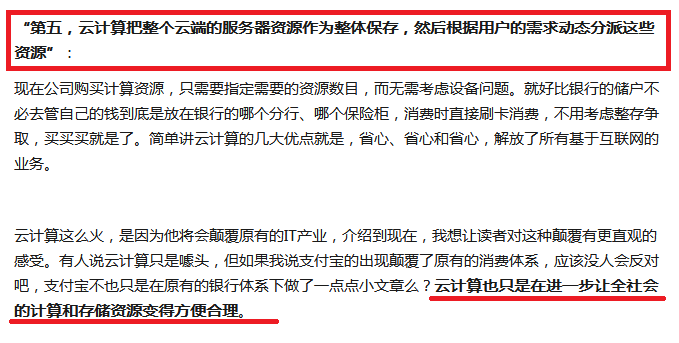 “第五，云计算把整个云端的服务器资源作为整体保存，然后根据用户的需求动态分派这些
资源”：
现在公司购买计算资源，只需要指定需要的资源数目，而无需考虑设备问题。就好比银行的储户不
必去管自己的钱到底是放在银行的哪个分行、哪个保险柜，消费时直接刷卡消费，不用考虑整存争
取，买买买就是了。简单讲云计算的几大优点就是，省心、省心和省心，解放了所有基于互联网的
业务。
云计算这么火，是因为他将会颠覆原有的IT产业，介绍到现在，我想让读者对这种颠覆有更直观的
感受。有人说云计算只是噱头，但如果我说支付宝的出现颠覆了原有的消费体系，应该没人会反对
吧，支付宝不也只是在原有的银行体系下做了一点点小文章么？云计算也只是在进一步让全社会
的计算和存储资源变得方便合理。